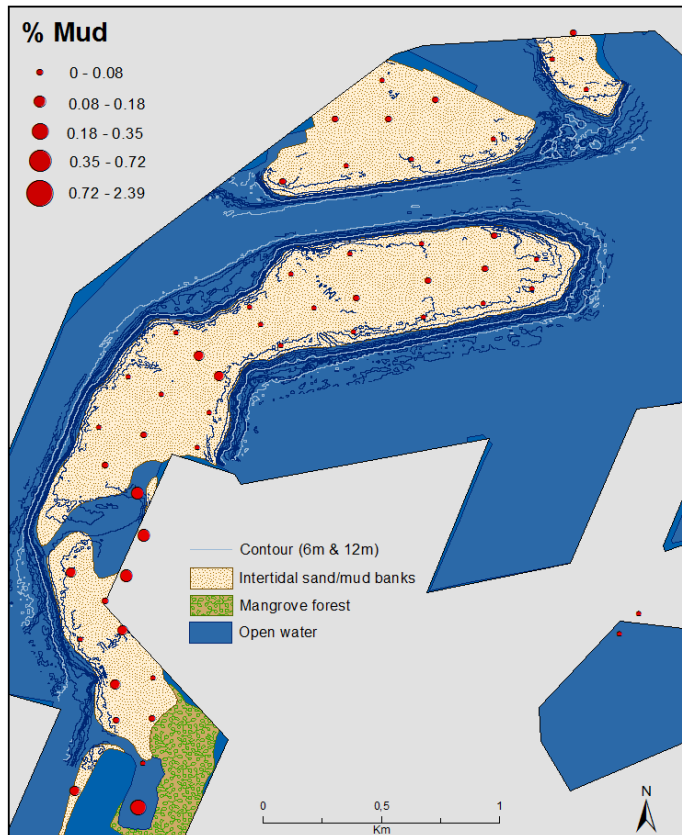 % Mud
0 - 0.08
0.08 - 0.18
0.18 - 0.35
0.35 - 0.72
0.72 - 2.39
Contour (6m & 12m)
Intertidal sand/mud banks
Mangrove forest
Open water
0 0.5 1
Km
N